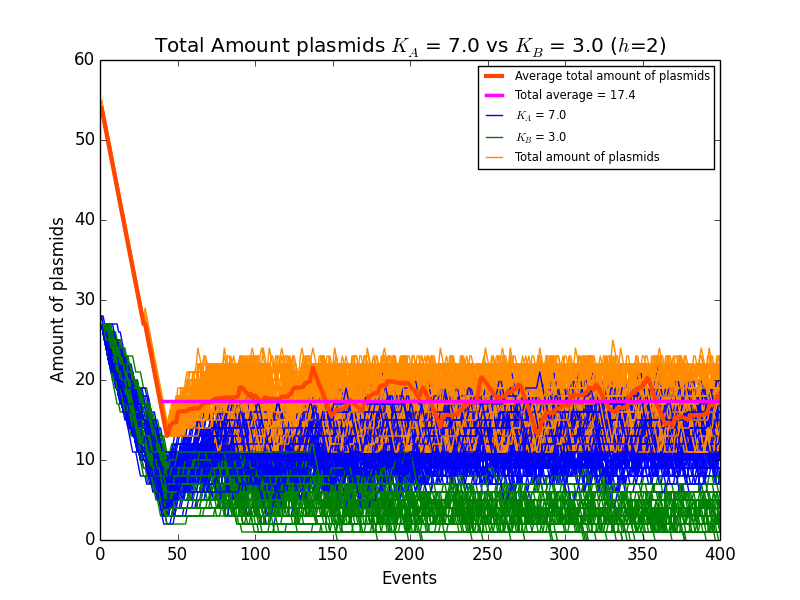 Total Amount plasmids K_A = 7.0 vs K_B = 3.0 (h=2)
Average total amount of plasmids
Total average = 17.4
K_A = 7.0
K_B = 3.0
Total amount of plasmids
Amount of plasmids
60
50
40
30
20
10
0
0 50 100 150 200 250 300 350 400
Events